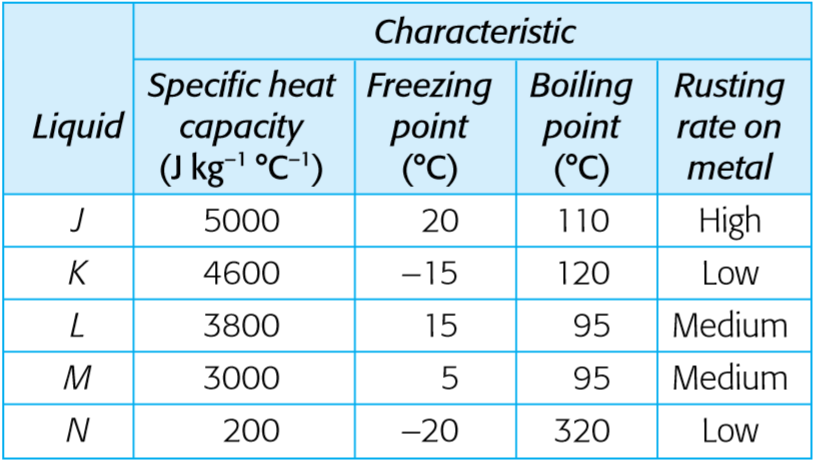 Characteristic
Liquid Specific heat capacity (J kg⁻¹ °C⁻¹) Freezing point (°C) Boiling point (°C) Rusting rate on metal
J 5000 20 110 High
K 4600 –15 120 Low
L 3800 15 95 Medium
M 3000 5 95 Medium
N 200 –20 320 Low